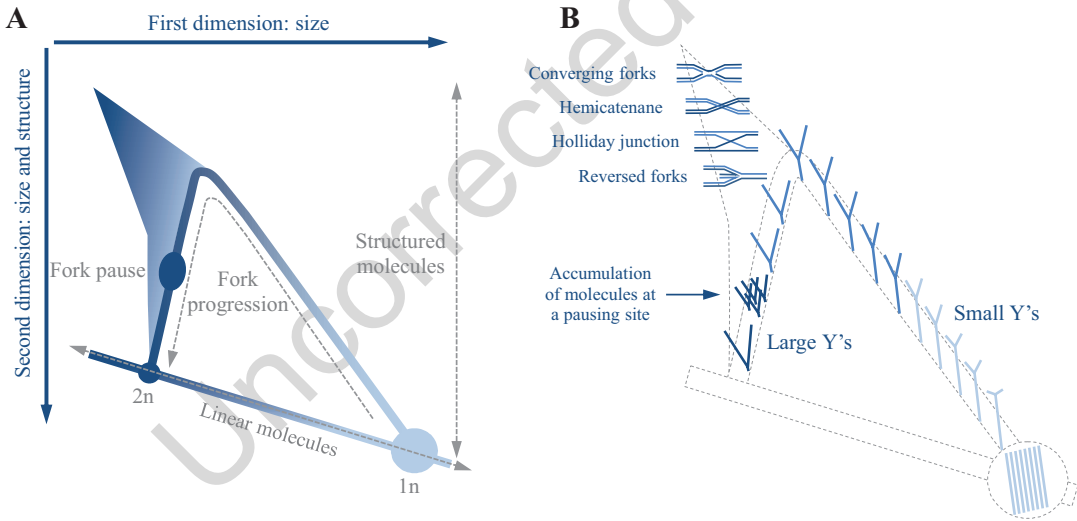 A
First dimension: size
Second dimension: size and structure
Fork pause
Fork
progression
Structured
molecules
2n
Linear molecules
1n
B
Converging forks
Hemicatenane
Holliday junction
Reversed forks
Accumulation
of molecules at
a pausing site
Large Y's
Small Y's
Uncorrected